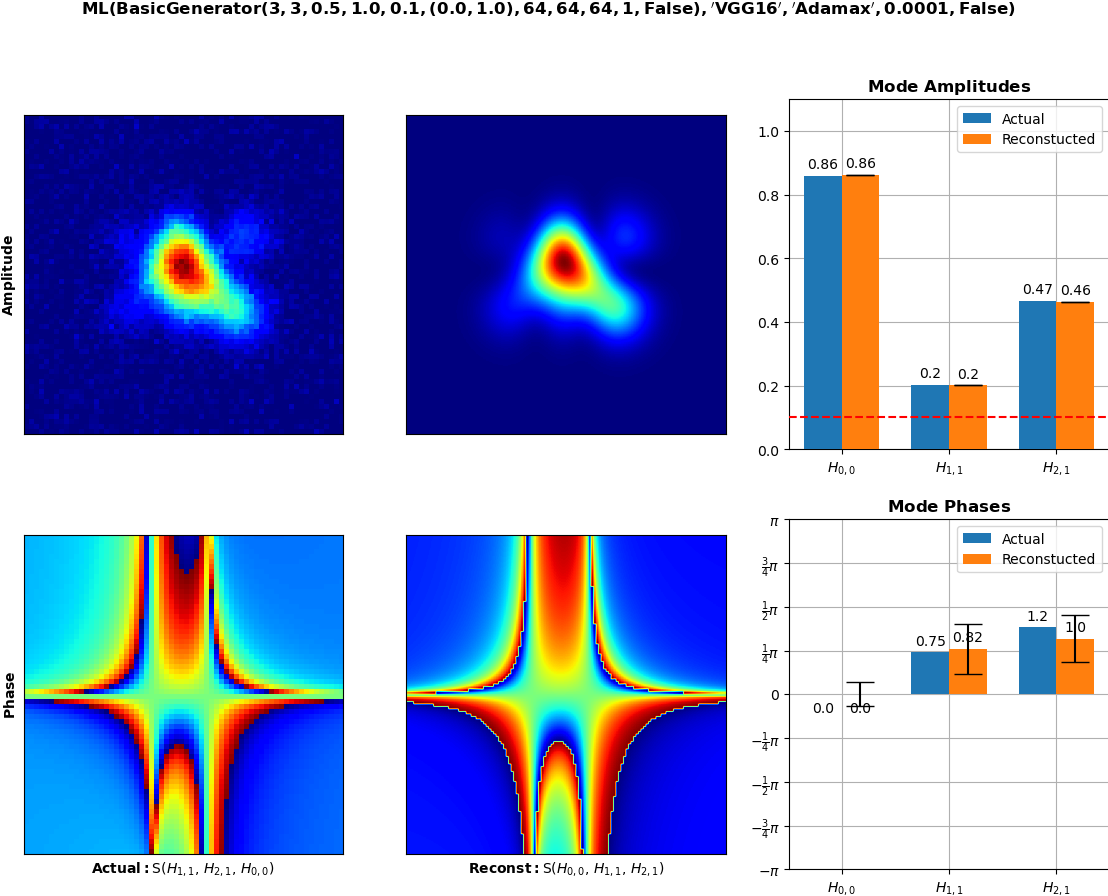 ML(BasicGenerator(3, 3, 0.5, 1.0, 0.1, (0.0, 1.0), 64, 64, 64, 1, False), ′VGG16′, ′Adamax′, 0.0001, False)
Amplitude
Mode Amplitudes
Actual
Reconstucted
1.0
0.8
0.6
0.4
0.2
0.0
0.86 0.86
0.2 0.2
0.47 0.46
H0,0 H1,1 H2,1
Phase
Actual: S(H1,1, H2,1, H0,0)
Reconst: S(H0,0, H1,1, H2,1)
Mode Phases
Actual
Reconstucted
π
3/4π
1/2π
1/4π
0
−1/4π
−1/2π
−3/4π
−π
0.0 0.0
0.75 0.82
1.2 1.0
H0,0 H1,1 H2,1